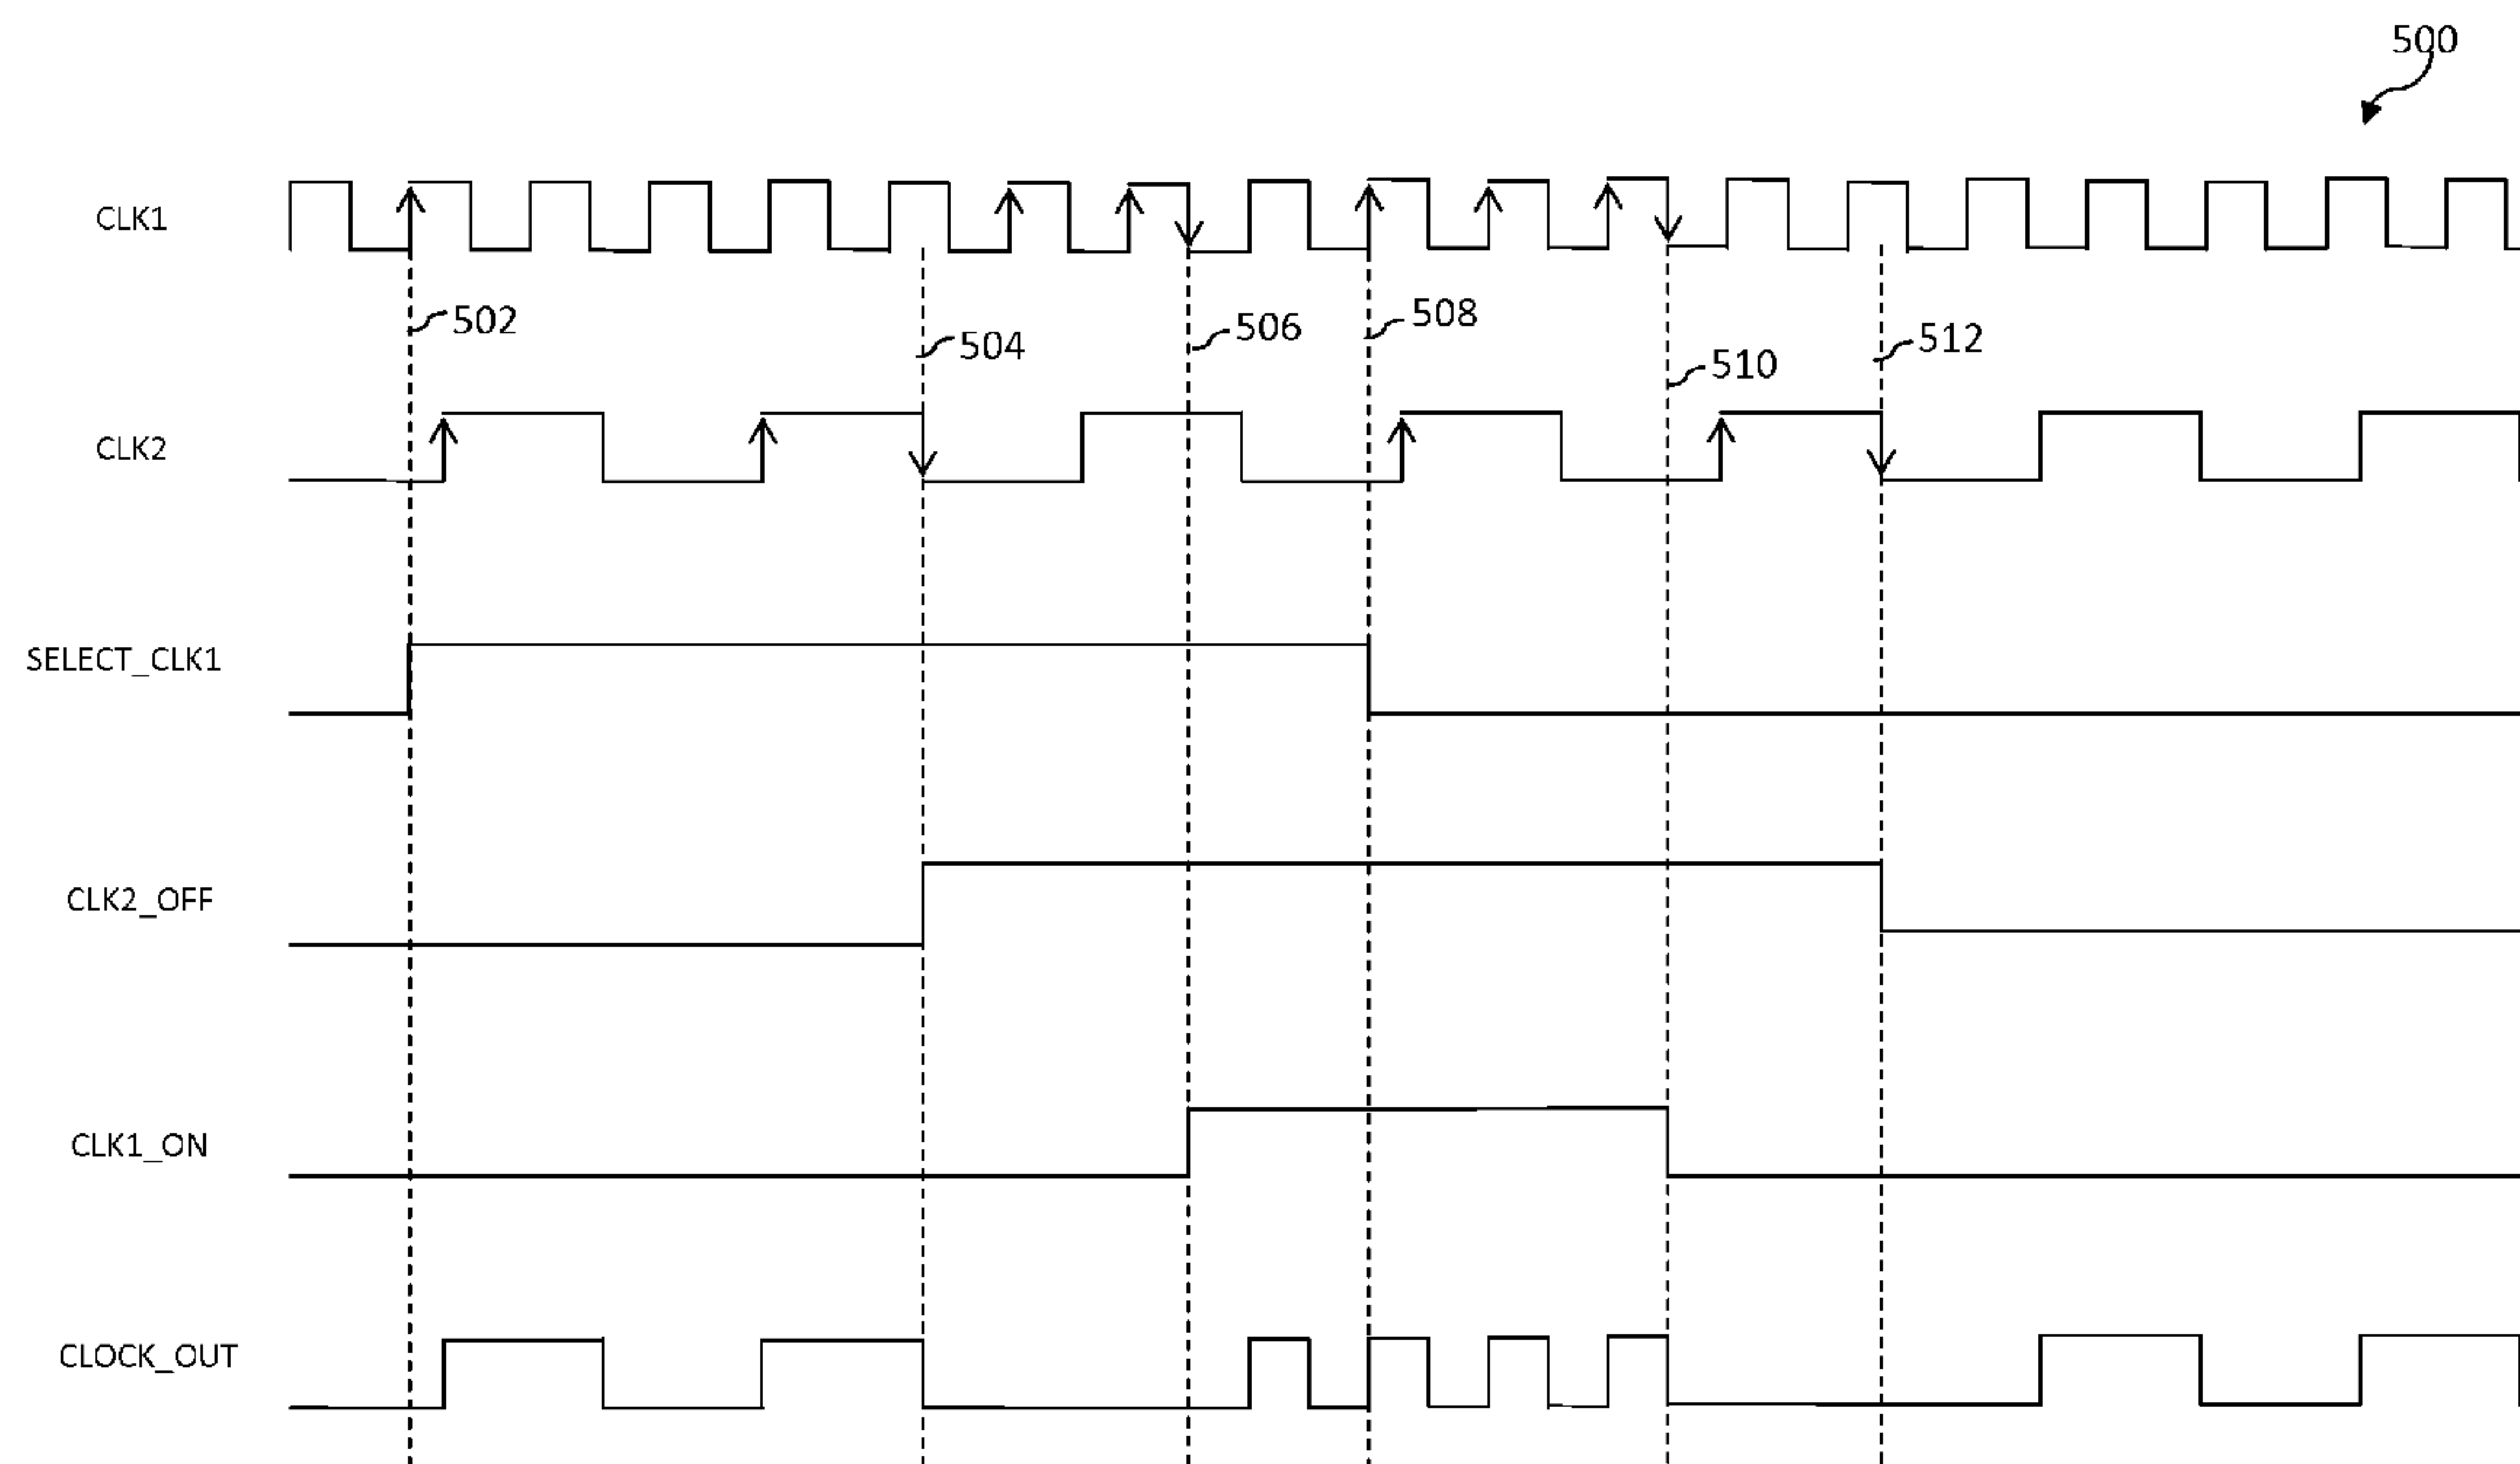 500
CLK1
502
508
506
504
512
510
CLK2
SELECT_CLK1
CLK2_OFF
CLK1_ON
CLOCK_OUT